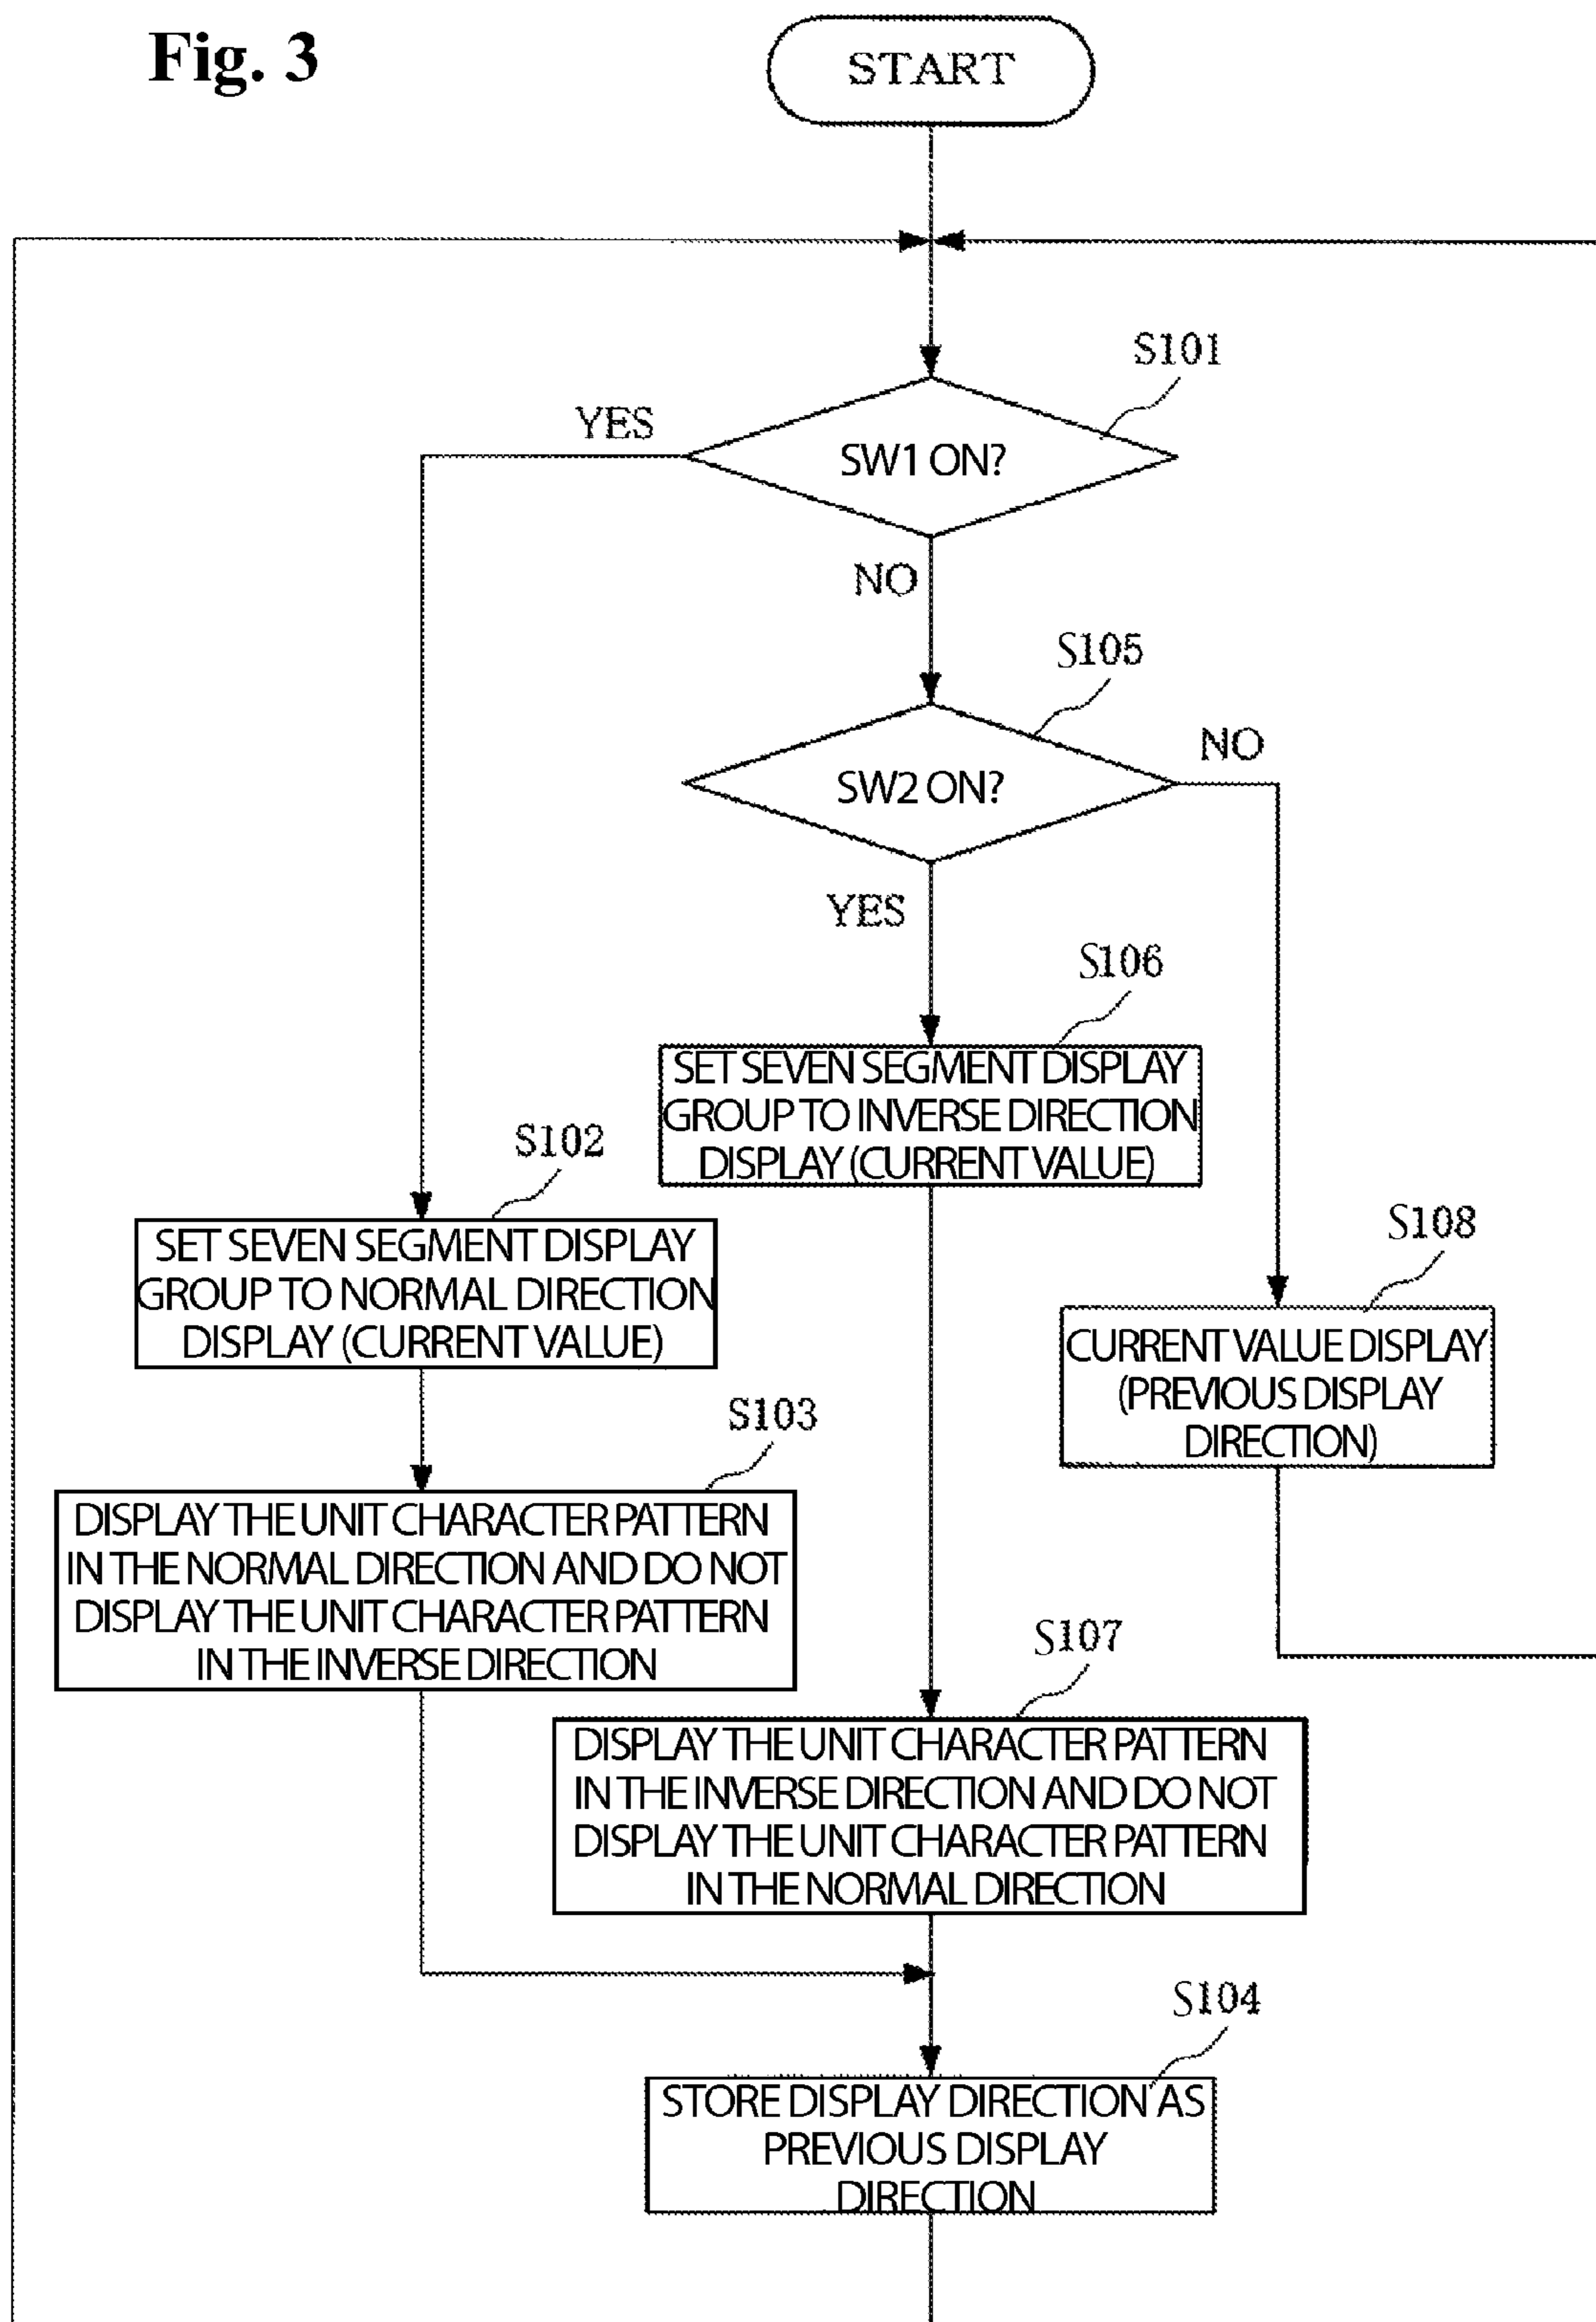 Fig. 3
START
S101
YES
SW1 ON?
NO
S105
NO
SW2 ON?
YES
S106
SET SEVEN SEGMENT DISPLAY
GROUP TO INVERSE DIRECTION
DISPLAY (CURRENT VALUE)
S102
SET SEVEN SEGMENT DISPLAY
GROUP TO NORMAL DIRECTION
DISPLAY (CURRENT VALUE)
S108
CURRENT VALUE DISPLAY
(PREVIOUS DISPLAY
DIRECTION)
S103
DISPLAY THE UNIT CHARACTER PATTERN
IN THE NORMAL DIRECTION AND DO NOT
DISPLAY THE UNIT CHARACTER PATTERN
IN THE INVERSE DIRECTION
S107
DISPLAY THE UNIT CHARACTER PATTERN
IN THE INVERSE DIRECTION AND DO NOT
DISPLAY THE UNIT CHARACTER PATTERN
IN THE NORMAL DIRECTION
S104
STORE DISPLAY DIRECTION AS
PREVIOUS DISPLAY
DIRECTION